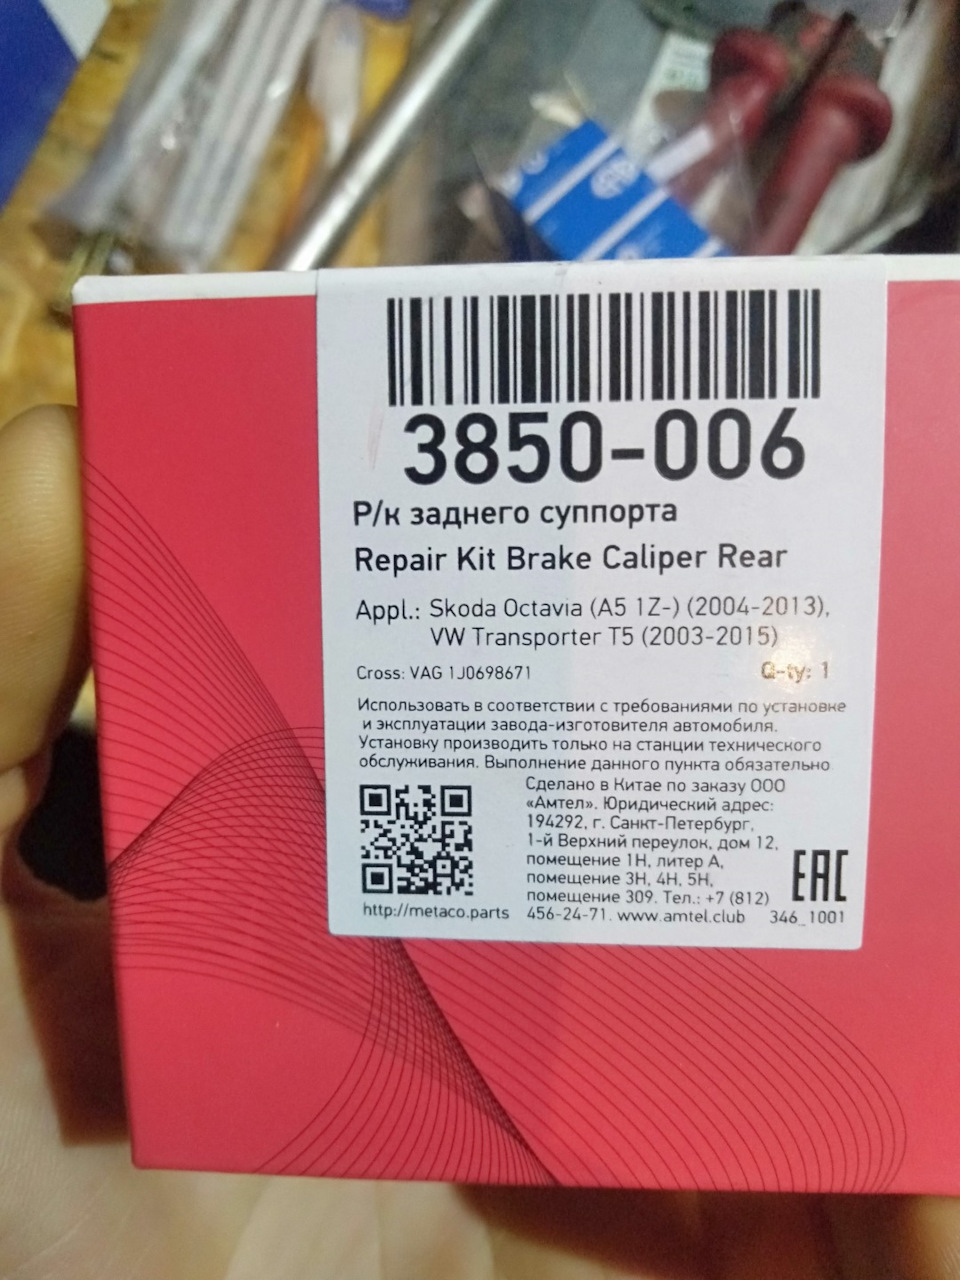 3850-006
Р/к заднего суппорта
Repair Kit Brake Caliper Rear
Appl.: Skoda Octavia (A5 1Z-) (2004-2013),
VW Transporter T5 (2003-2015)
Cross: VAG 1J0698671 Q-ty: 1
Использовать в соответствии с требованиями по установке
и эксплуатации завода-изготовителя автомобиля.
Установку производить только на станции технического
обслуживания. Выполнение данного пункта обязательно.
Сделано в Китае по заказу ООО
«Амтел». Юридический адрес:
194292, г. Санкт-Петербург,
1-й Верхний переулок, дом 12,
помещение 1Н, литер А,
помещение 3Н, 4Н, 5Н,
помещение 309. Тел.: +7 (812)
456-24-71. www.amtel.club
http://metaco.parts
EAC
346_1001